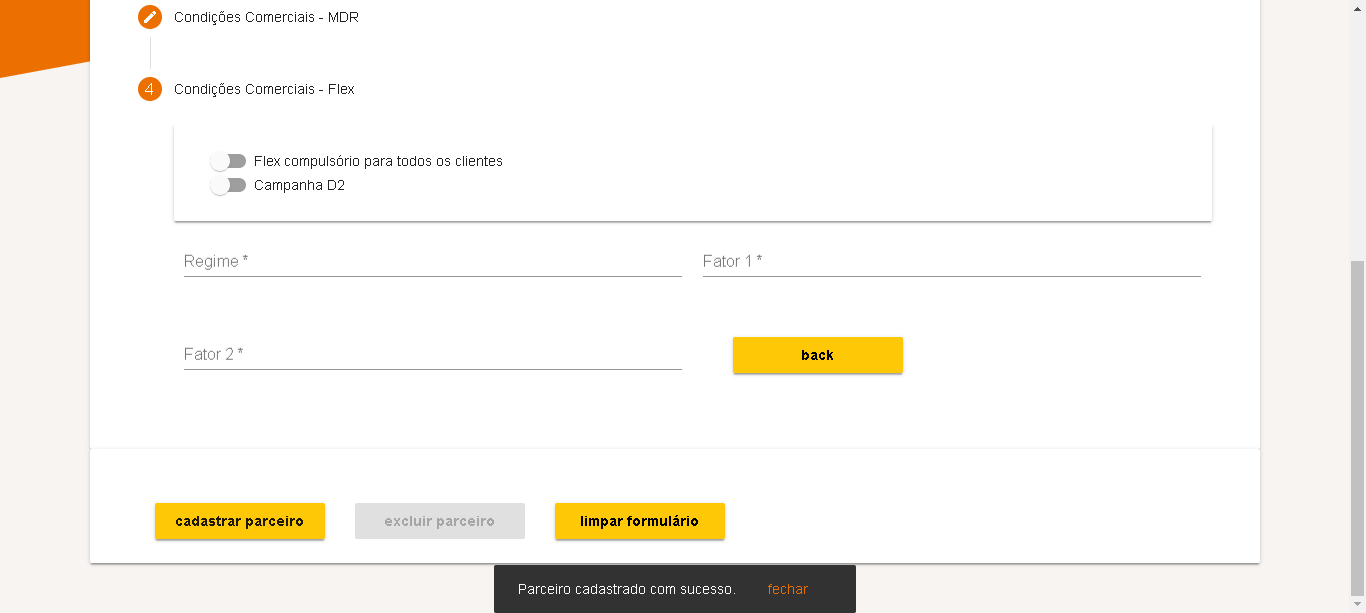 Condições Comerciais - MDR
4 Condições Comerciais - Flex
Flex compulsório para todos os clientes
Campanha D2
Regime *
Fator 1 *
Fator 2 *
back
cadastrar parceiro
excluir parceiro
limpar formulário
Parceiro cadastrado com sucesso. fechar